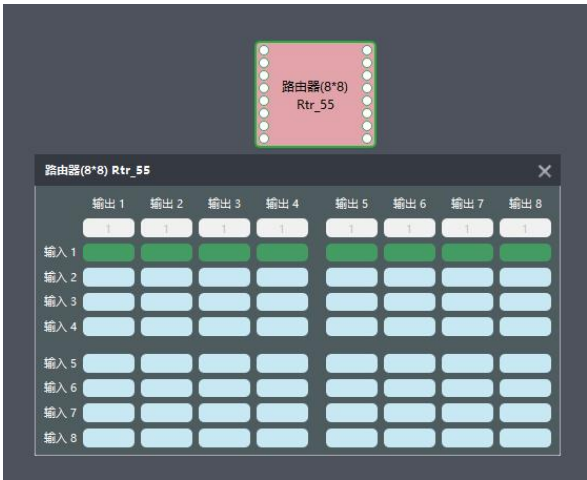 路由器(8*8)
Rtr_55
路由器(8*8) Rtr_55
输出 1 输出 2 输出 3 输出 4 输出 5 输出 6 输出 7 输出 8
1 1 1 1 1 1 1 1
输入 1
输入 2
输入 3
输入 4
输入 5
输入 6
输入 7
输入 8